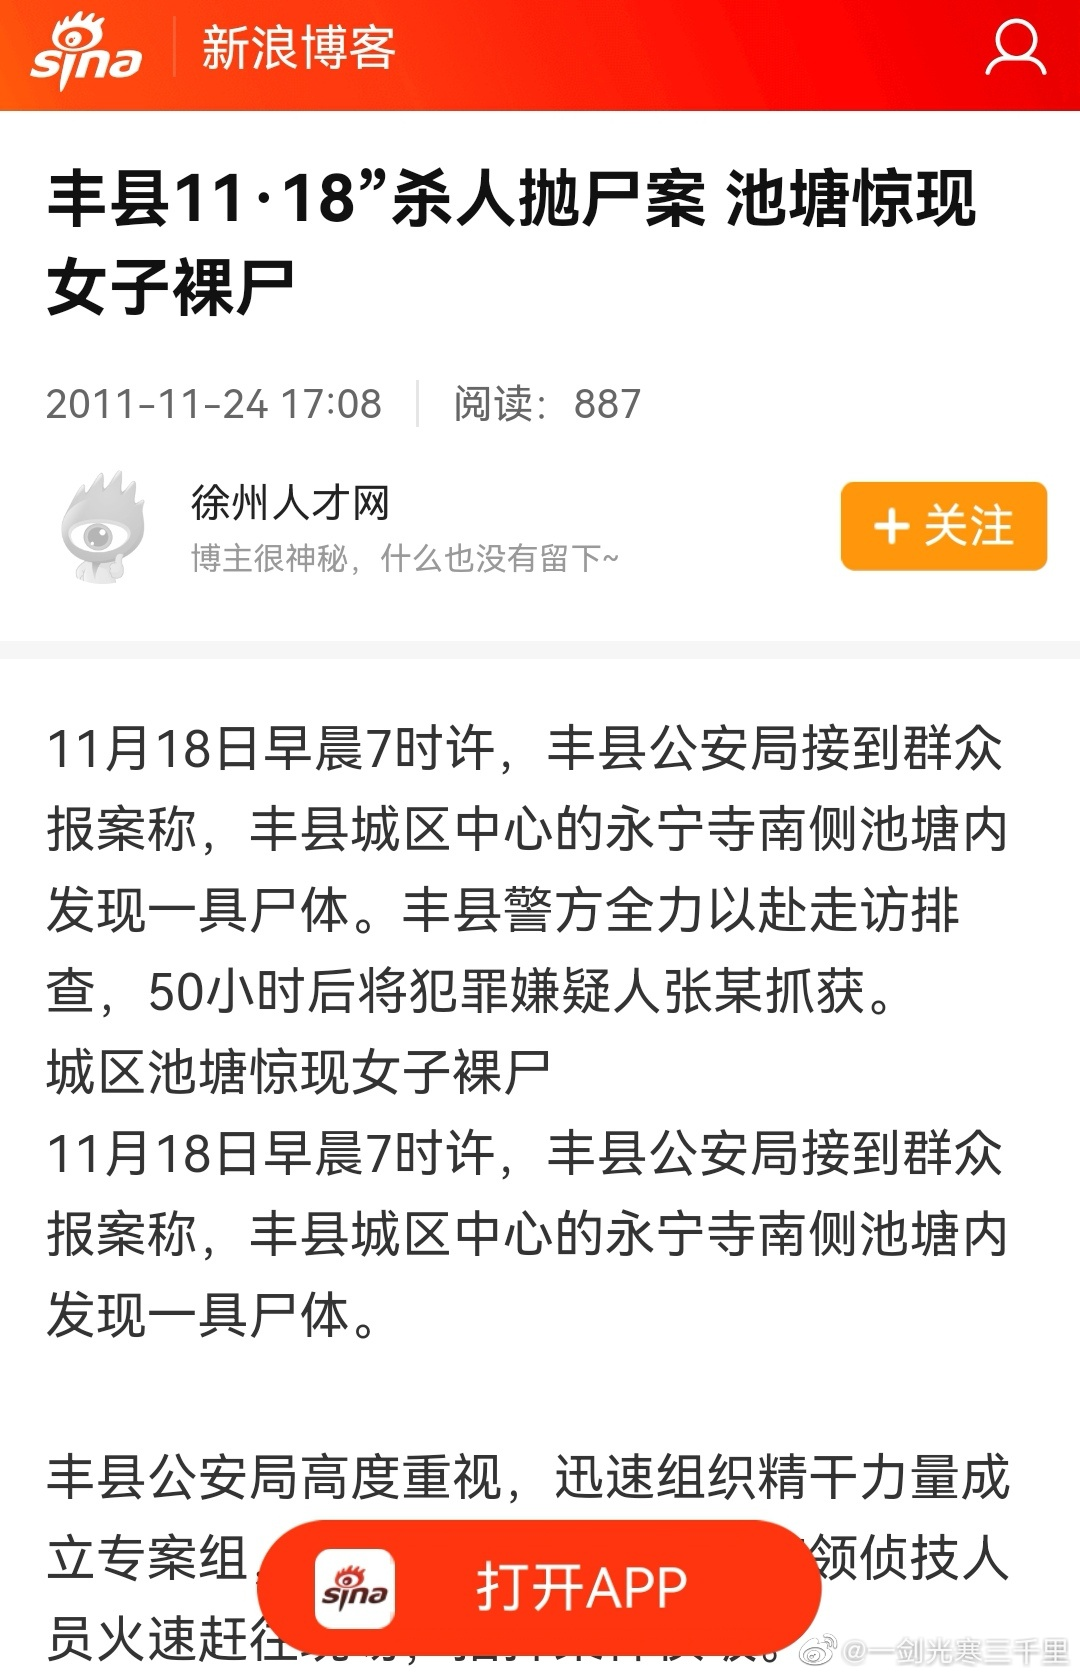 sina 新浪博客
丰县11·18”杀人抛尸案 池塘惊现
女子裸尸
2011-11-24 17:08 阅读：887
徐州人才网
博主很神秘，什么也没有留下~
+ 关注
11月18日早晨7时许，丰县公安局接到群众
报案称，丰县城区中心的永宁寺南侧池塘内
发现一具尸体。丰县警方全力以赴走访排
查，50小时后将犯罪嫌疑人张某抓获。
城区池塘惊现女子裸尸
11月18日早晨7时许，丰县公安局接到群众
报案称，丰县城区中心的永宁寺南侧池塘内
发现一具尸体。
丰县公安局高度重视，迅速组织精干力量成
立专案组，领侦技人
sina 打开APP
员火速赶往
@一剑光寒三千里